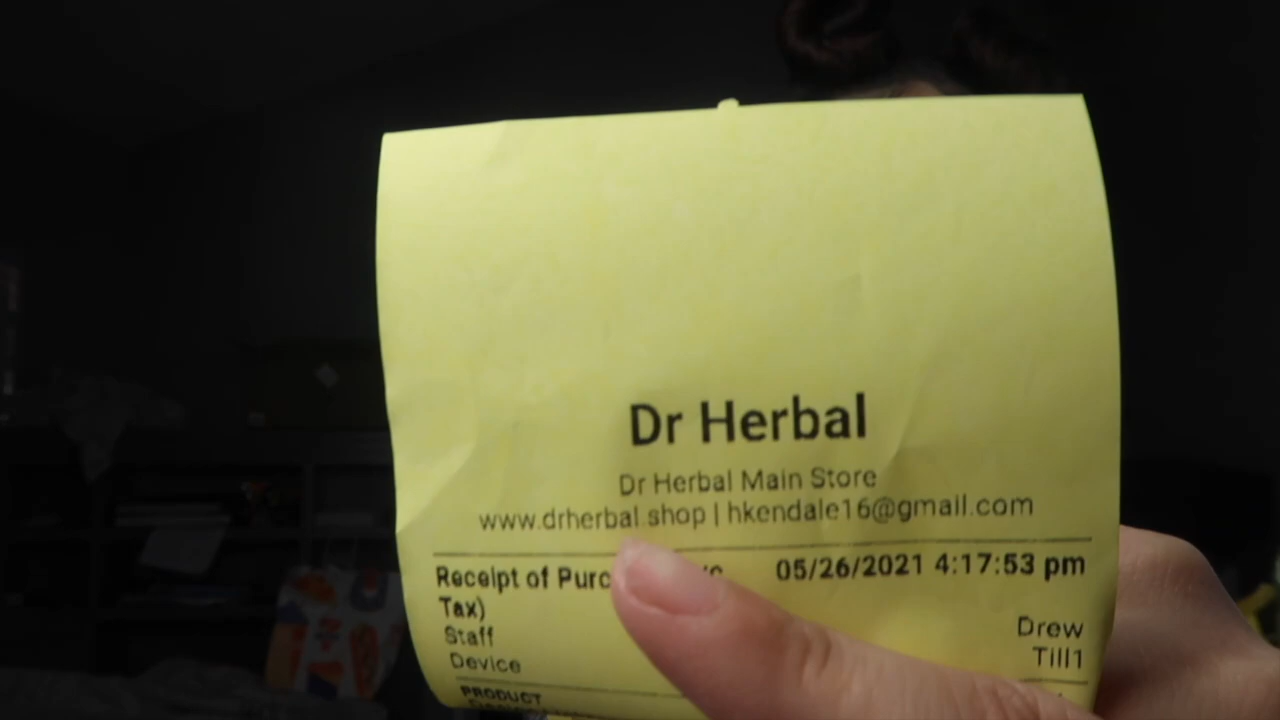 Dr Herbal
Dr Herbal Main Store
www.drherbal.shop | hkendale16@gmail.com
Receipt of Purc 05/26/2021 4:17:53 pm
Tax)
Staff Drew
Device Till1
PRODUCT